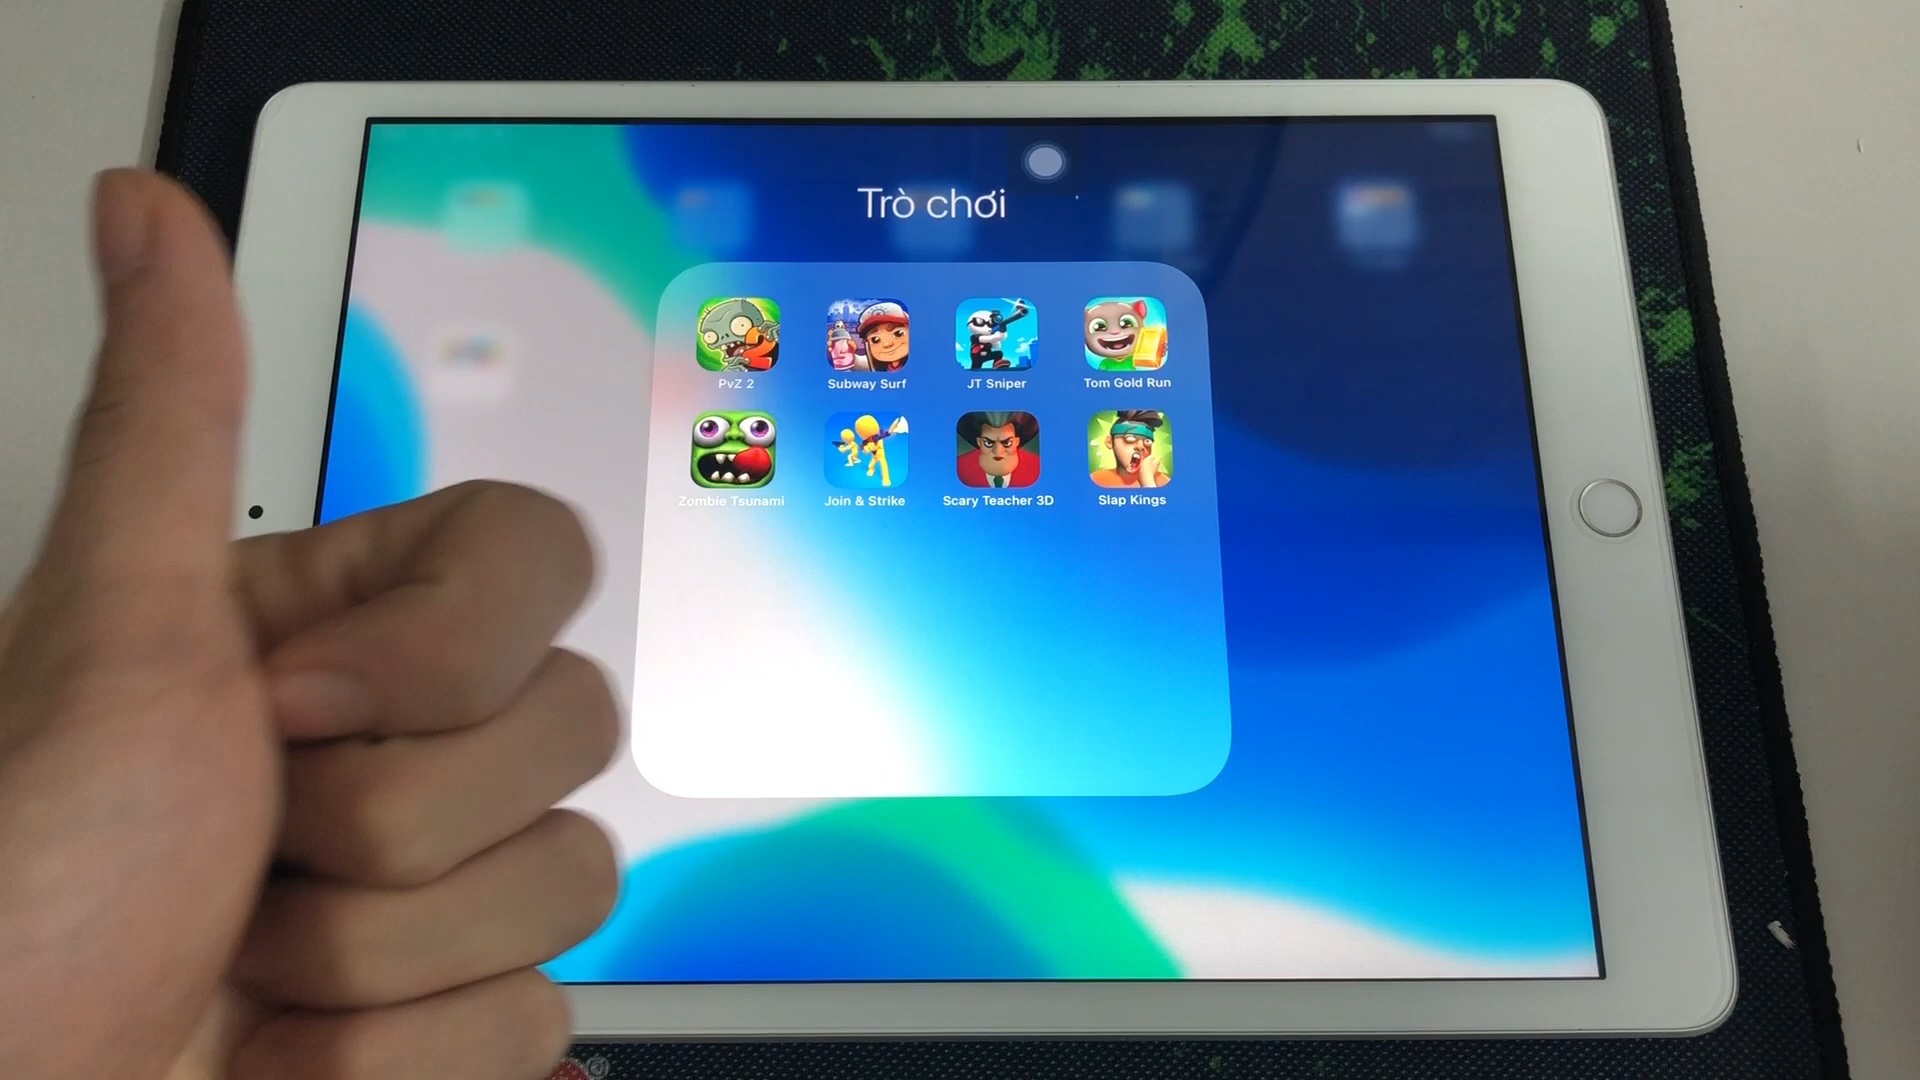 Trò chơi
PvZ 2
Subway Surf
JT Sniper
Tom Gold Run
Zombie Tsunami
Join & Strike
Scary Teacher 3D
Slap Kings